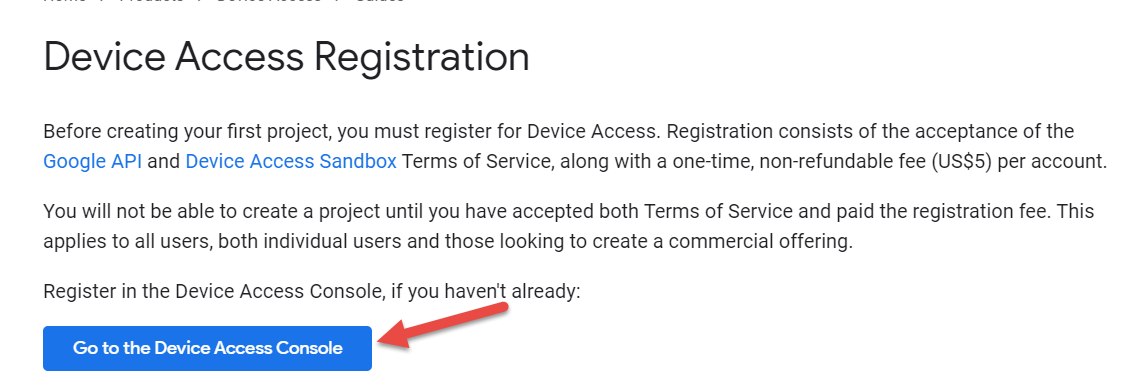 Device Access Registration
Before creating your first project, you must register for Device Access. Registration consists of the acceptance of the
Google API and Device Access Sandbox Terms of Service, along with a one-time, non-refundable fee (US$5) per account.
You will not be able to create a project until you have accepted both Terms of Service and paid the registration fee. This
applies to all users, both individual users and those looking to create a commercial offering.
Register in the Device Access Console, if you haven't already:
Go to the Device Access Console